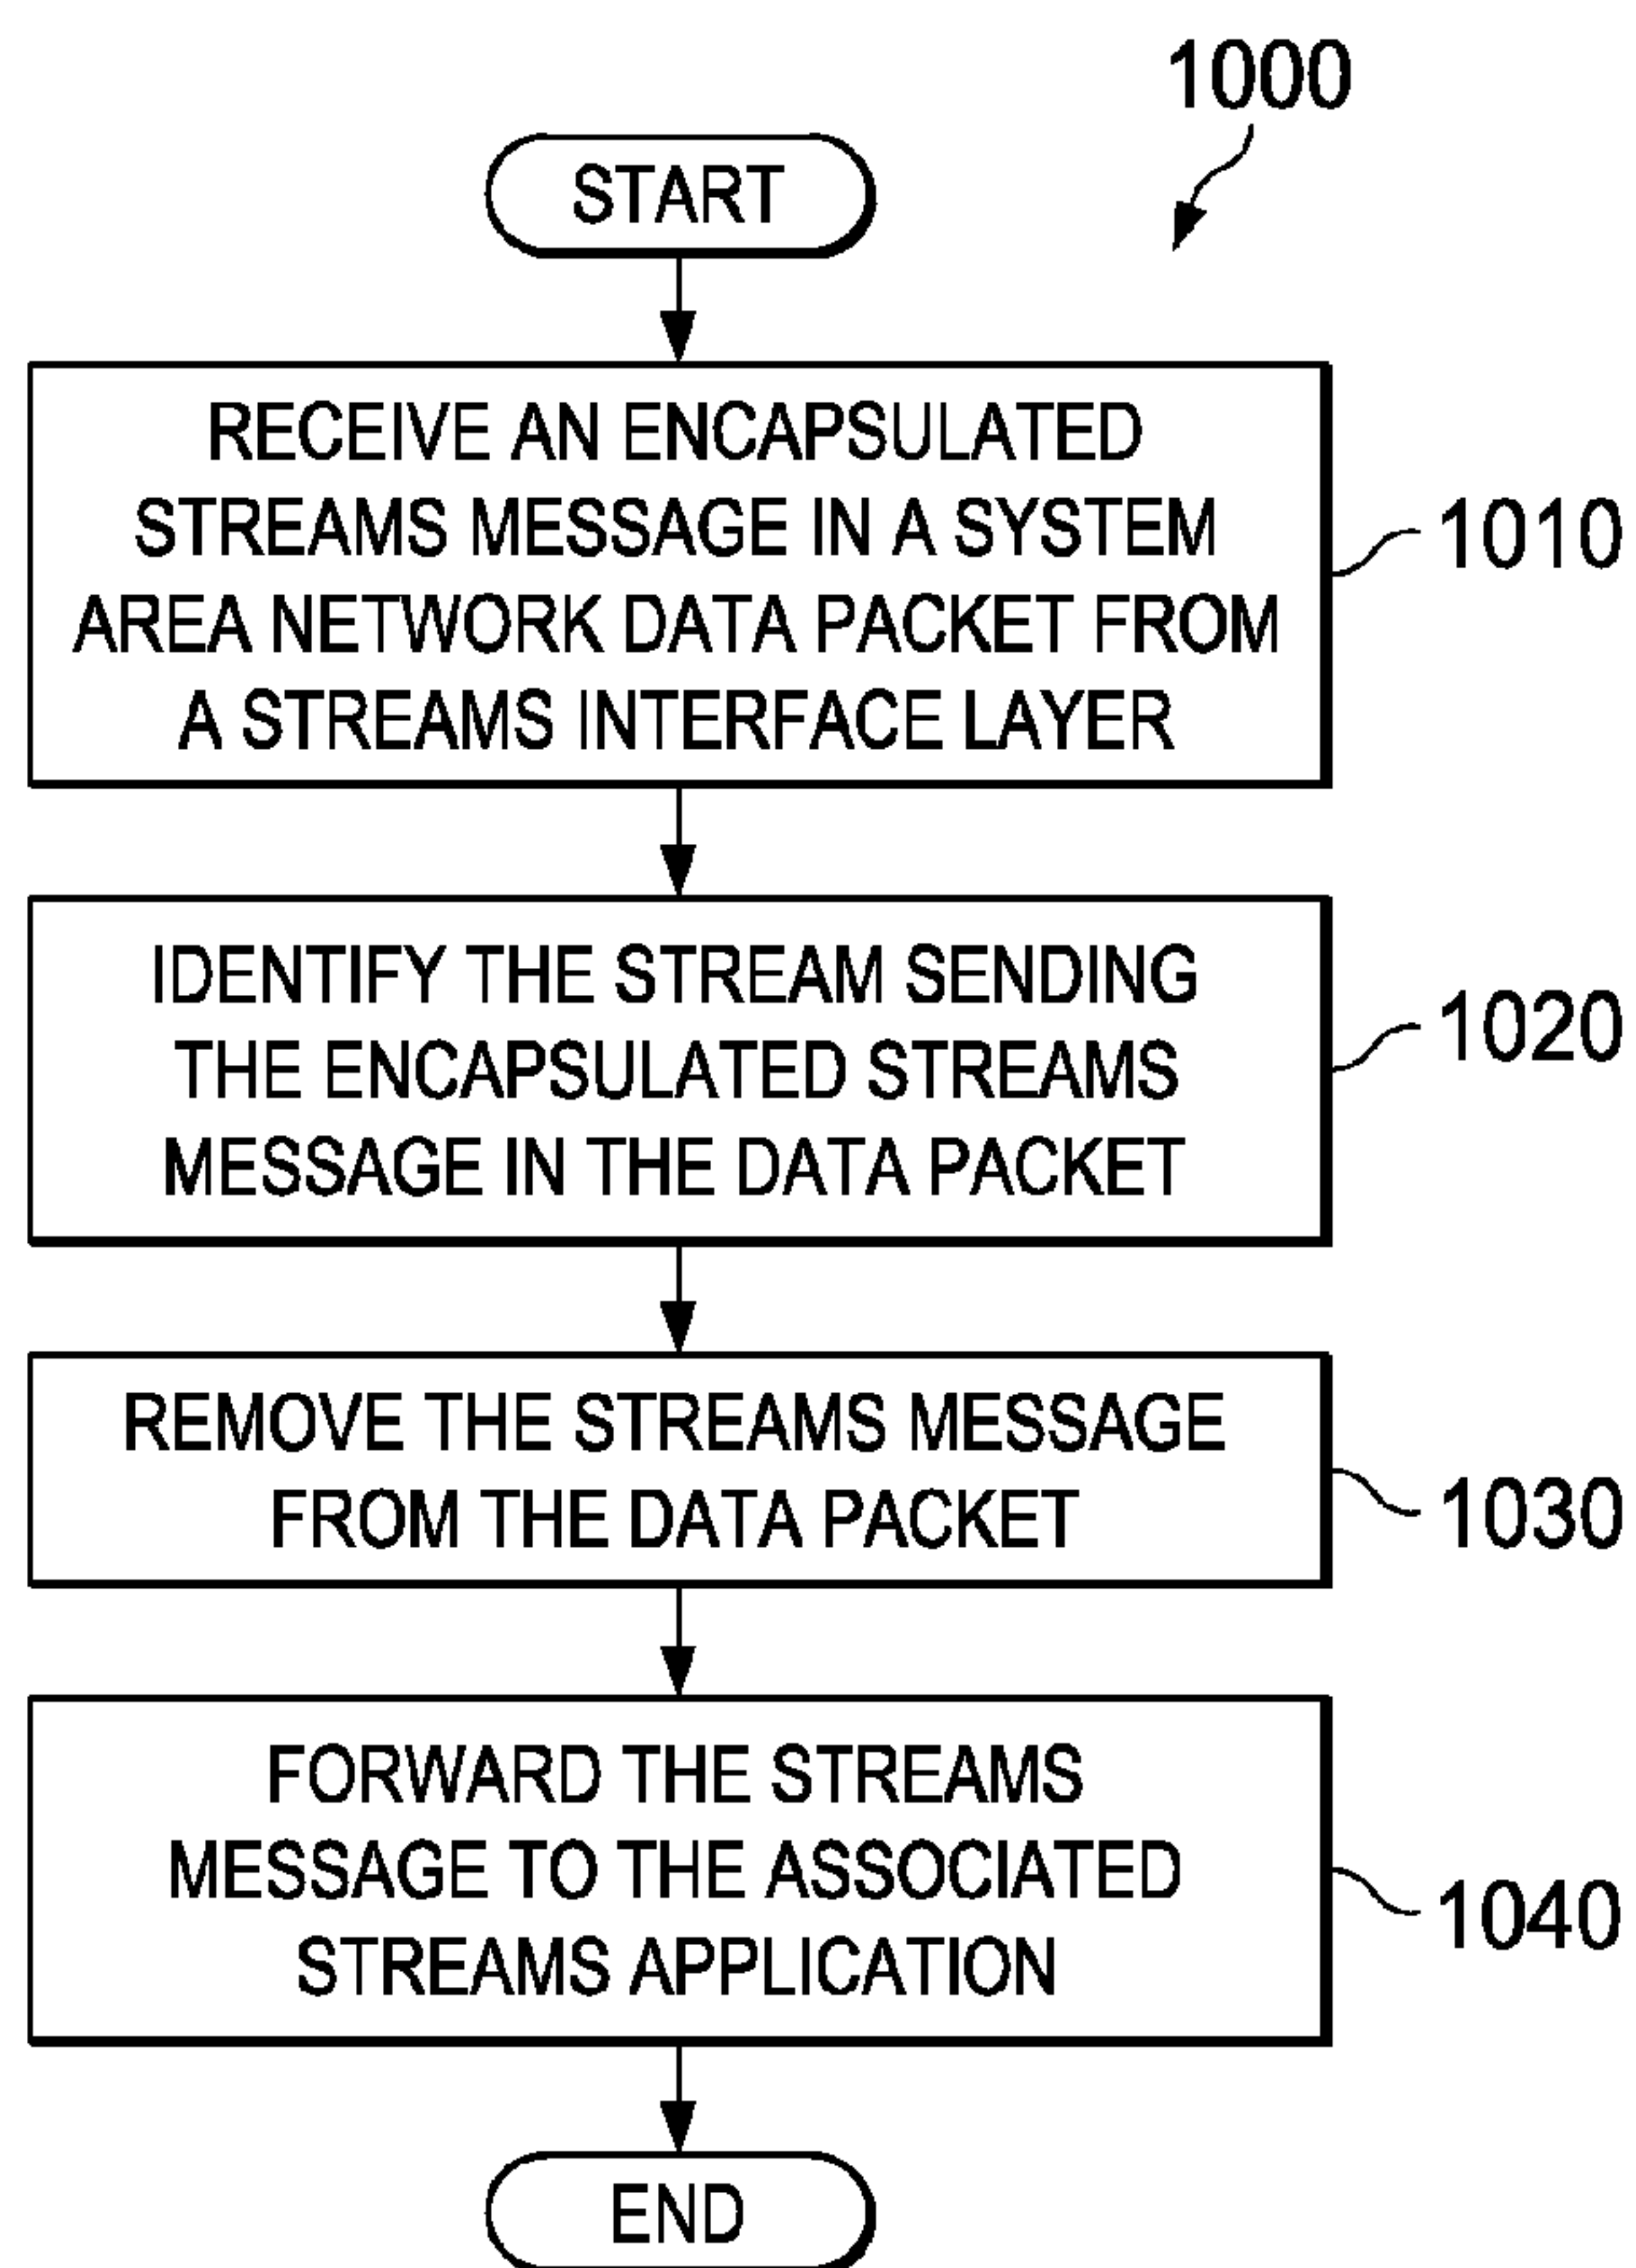 1000
START
RECEIVE AN ENCAPSULATED
STREAMS MESSAGE IN A SYSTEM
AREA NETWORK DATA PACKET FROM
A STREAMS INTERFACE LAYER
1010
IDENTIFY THE STREAM SENDING
THE ENCAPSULATED STREAMS
MESSAGE IN THE DATA PACKET
1020
REMOVE THE STREAMS MESSAGE
FROM THE DATA PACKET
1030
FORWARD THE STREAMS
MESSAGE TO THE ASSOCIATED
STREAMS APPLICATION
1040
END